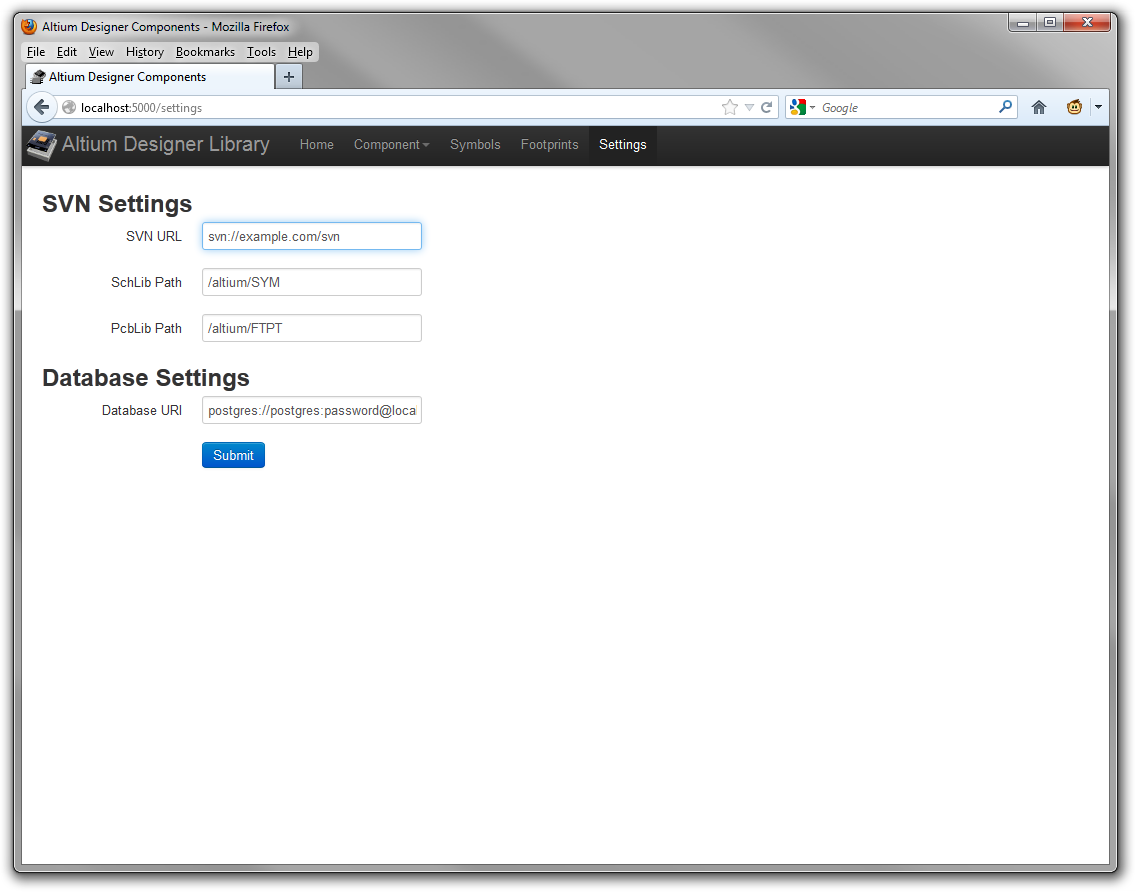 Altium Designer Components - Mozilla Firefox
File Edit View History Bookmarks Tools Help
Altium Designer Components
localhost:5000/settings Google
Altium Designer Library Home Component Symbols Footprints Settings
SVN Settings
SVN URL svn://example.com/svn
SchLib Path /altium/SYM
PcbLib Path /altium/FTPT
Database Settings
Database URI postgres://postgres:password@loca
Submit